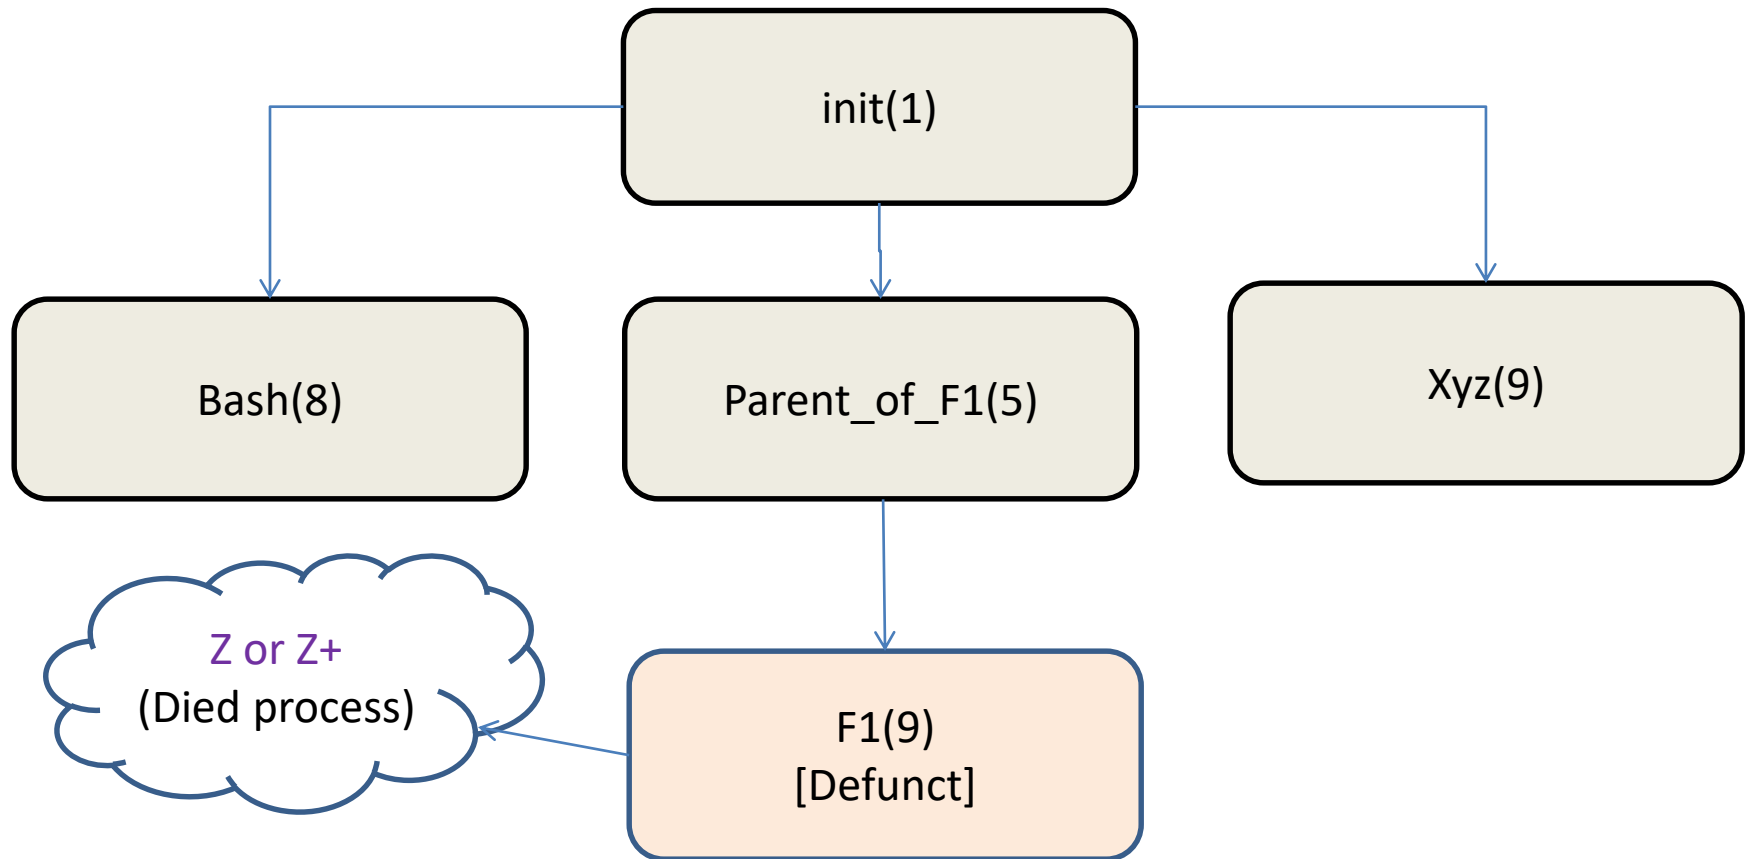 init(1)
Bash(8)
Parent_of_F1(5)
Xyz(9)
Z or Z+
(Died process)
F1(9)
[Defunct]